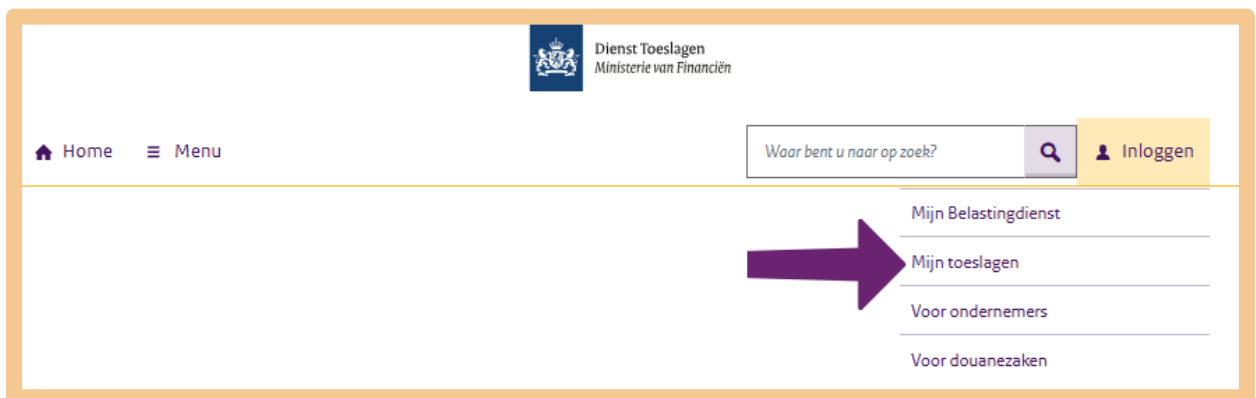 Dienst Toeslagen
Ministerie van Financiën
Home
Menu
Waar bent u naar op zoek?
Inloggen
Mijn Belastingdienst
Mijn toeslagen
Voor ondernemers
Voor douanezaken